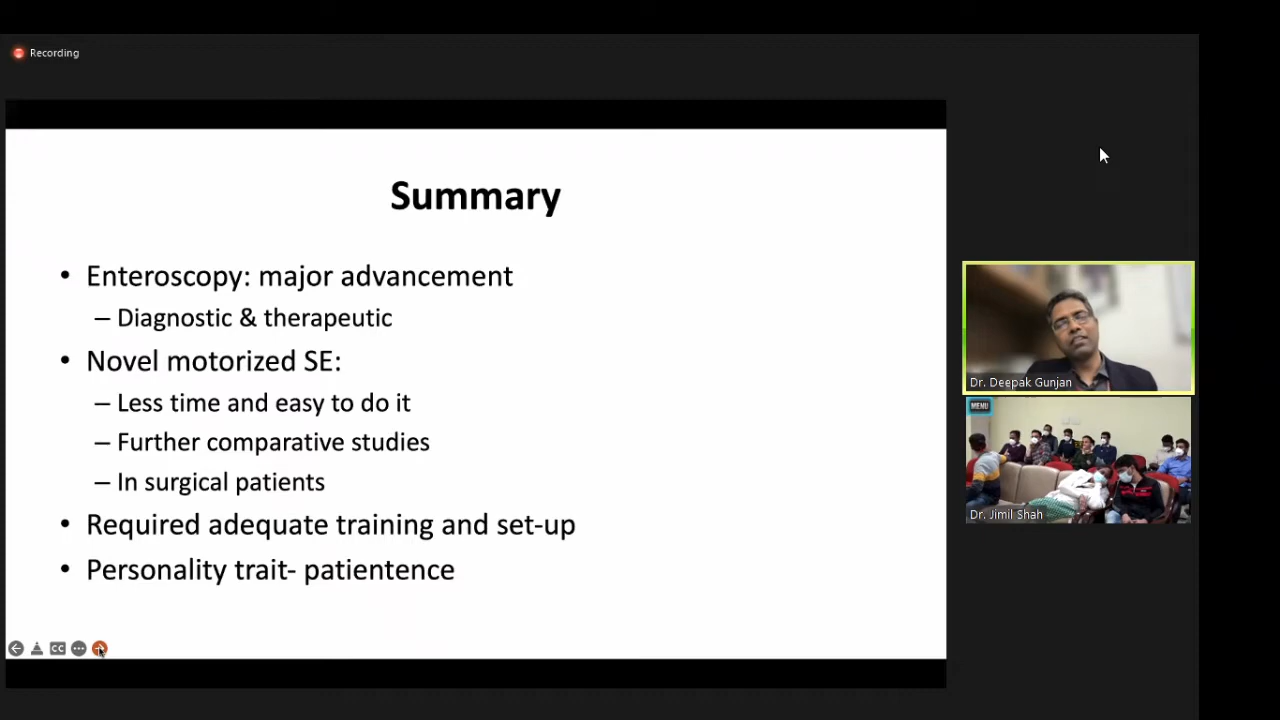 Recording
Summary
• Enteroscopy: major advancement
– Diagnostic & therapeutic
• Novel motorized SE:
– Less time and easy to do it
– Further comparative studies
– In surgical patients
• Required adequate training and set-up
• Personality trait- patientence
CC
Dr. Deepak Gunjan
MENU
Dr. Jimil Shah